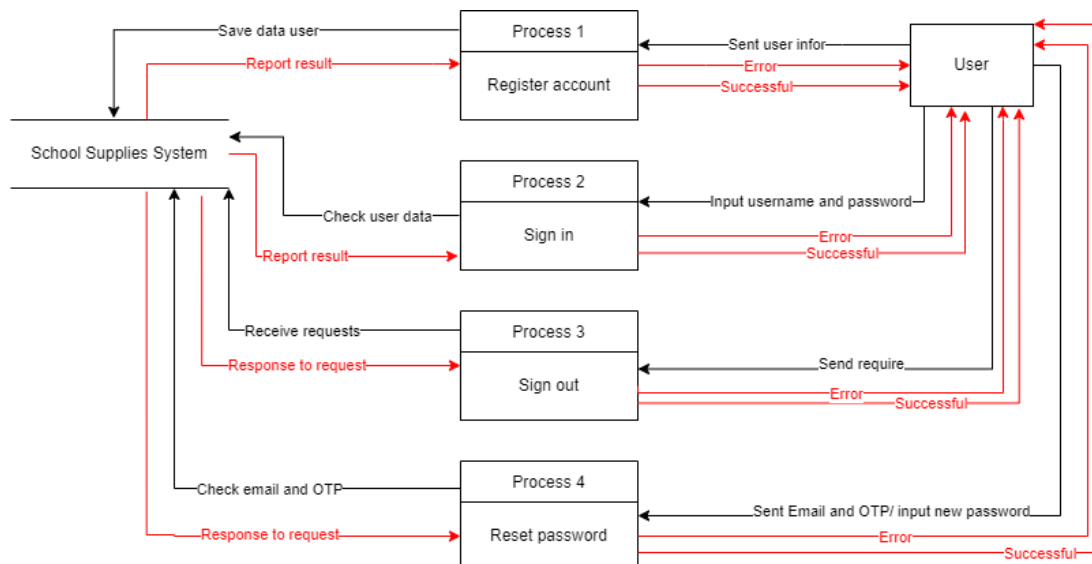 Process 1
Save data user
Sent user infor
Report result
Error
User
Register account
Successful
School Supplies System
Process 2
Input username and password
Check user data
Sign in
Error
Successful
Report result
Process 3
Receive requests
Response to request
Send require
Sign out
Error
Successful
Process 4
Check email and OTP
Sent Email and OTP/ input new password
Response to request
Reset password
Error
Successful